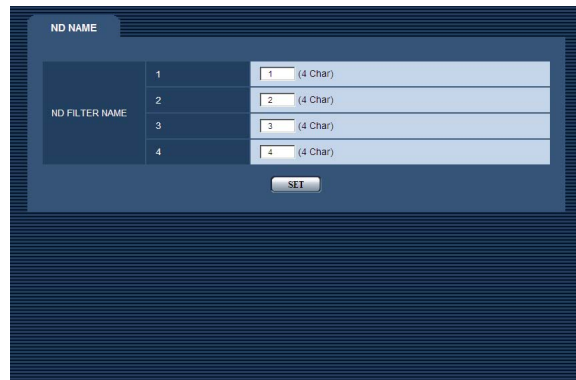 ND NAME
1 1 (4 Char)
2 2 (4 Char)
ND FILTER NAME
3 3 (4 Char)
4 4 (4 Char)
SET